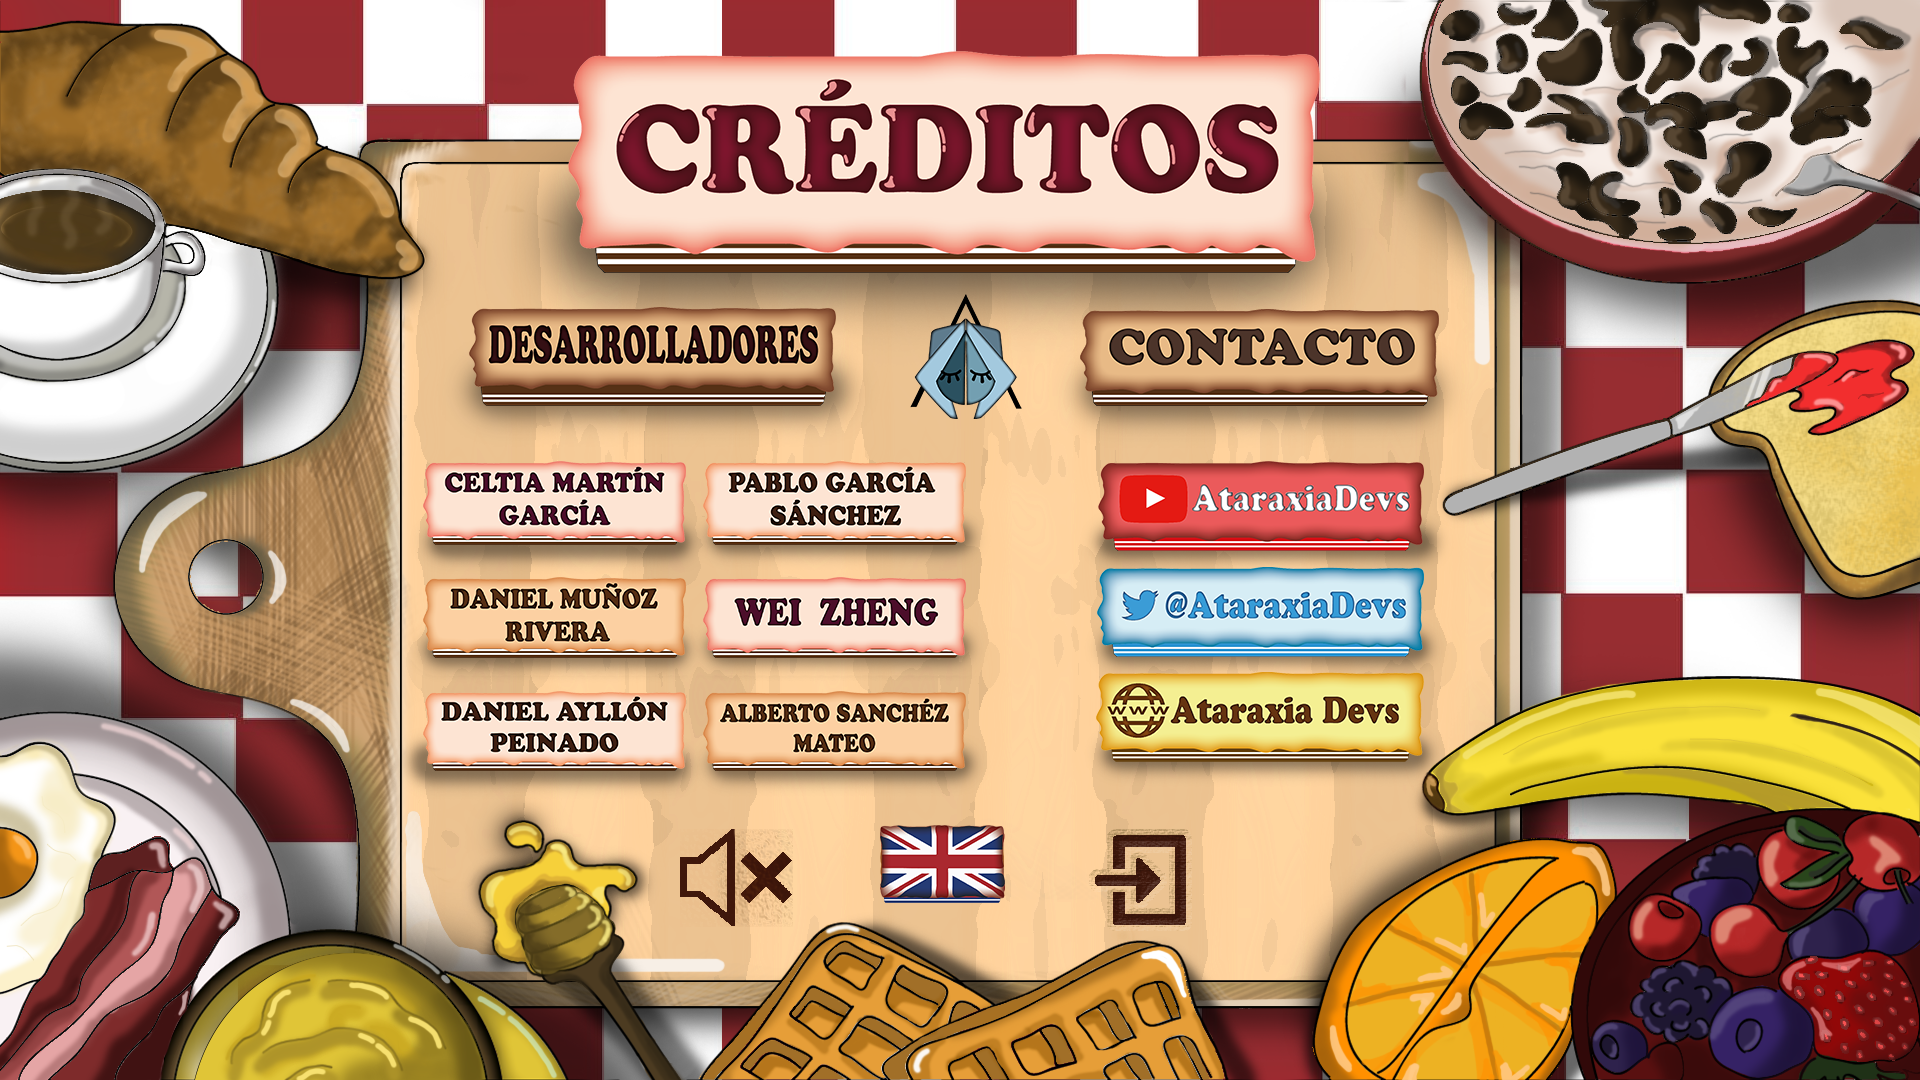 CRÉDITOS
DESARROLLADORES
CONTACTO
CELTIA MARTÍN
GARCÍA
PABLO GARCÍA
SÁNCHEZ
DANIEL MUÑOZ
RIVERA
WEI ZHENG
DANIEL AYLLÓN
PEINADO
ALBERTO SANCHÉZ
MATEO
AtaraxiaDevs
@AtaraxiaDevs
WWW Ataraxia Devs